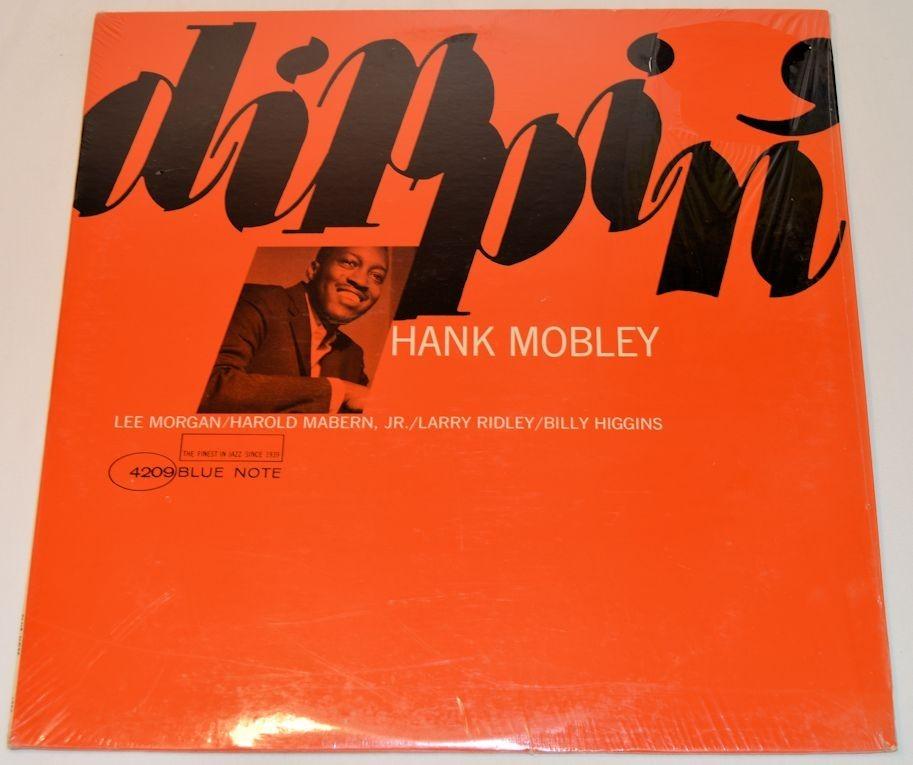 dippin'
HANK MOBLEY
LEE MORGAN/HAROLD MABERN, JR./LARRY RIDLEY/BILLY HIGGINS
THE FINEST IN JAZZ SINCE 1939
4209 BLUE NOTE